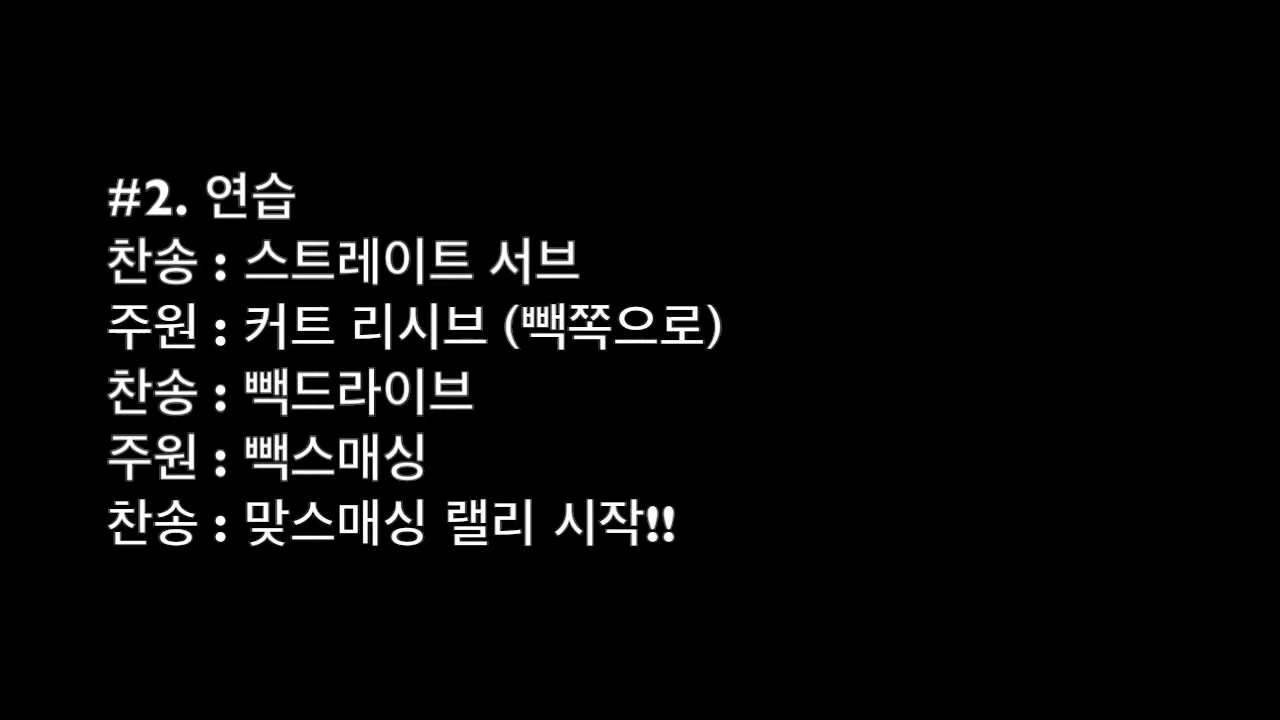 #2. 연습
찬송 : 스트레이트 서브
주원 : 커트 리시브 (빽쪽으로)
찬송 : 빽드라이브
주원 : 빽스매싱
찬송 : 맞스매싱 랠리 시작!!